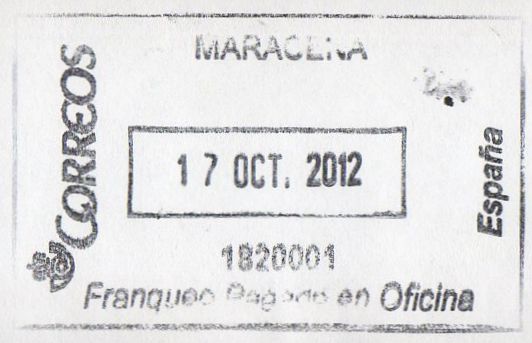 MARACENA
CORREOS
17 OCT. 2012
España
1820001
Franqueo Pagado en Oficina